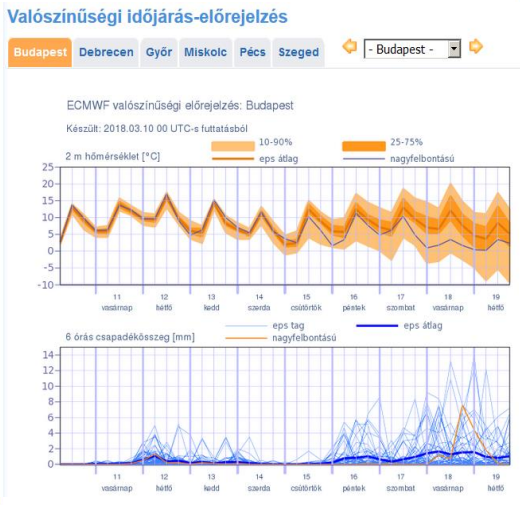 Valószínűségi időjárás-előrejelzés
Budapest Debrecen Győr Miskolc Pécs Szeged - Budapest -
ECMWF valószínűségi előrejelzés: Budapest
Készült: 2018.03.10 00 UTC-s futtatásból
10-90% 25-75%
2 m hőmérséklet [°C] eps átlag nagyfelbontású
25
20
15
10
5
0
-5
-10
11 12 13 14 15 16 17 18 19
vasárnap hétfő kedd szerda csütörtök péntek szombat vasárnap hétfő
eps tag eps átlag
6 órás csapadékösszeg [mm] nagyfelbontású
14
12
10
8
6
4
2
0
11 12 13 14 15 16 17 18 19
vasárnap hétfő kedd szerda csütörtök péntek szombat vasárnap hétfő